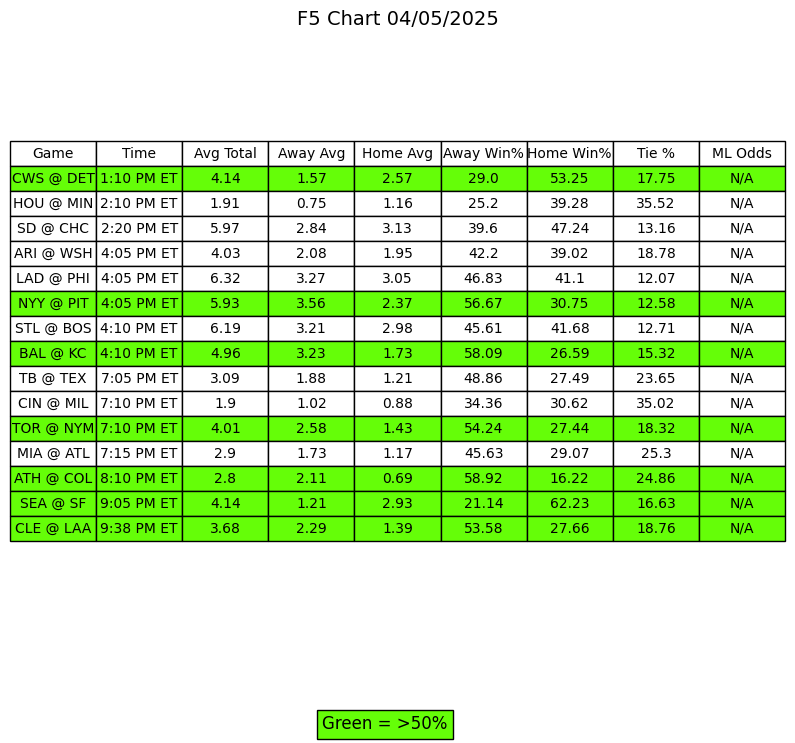 F5 Chart 04/05/2025
Game Time Avg Total Away Avg Home Avg Away Win% Home Win% Tie % ML Odds
CWS @ DET 1:10 PM ET 4.14 1.57 2.57 29.0 53.25 17.75 N/A
HOU @ MIN 2:10 PM ET 1.91 0.75 1.16 25.2 39.28 35.52 N/A
SD @ CHC 2:20 PM ET 5.97 2.84 3.13 39.6 47.24 13.16 N/A
ARI @ WSH 4:05 PM ET 4.03 2.08 1.95 42.2 39.02 18.78 N/A
LAD @ PHI 4:05 PM ET 6.32 3.27 3.05 46.83 41.1 12.07 N/A
NYY @ PIT 4:05 PM ET 5.93 3.56 2.37 56.67 30.75 12.58 N/A
STL @ BOS 4:10 PM ET 6.19 3.21 2.98 45.61 41.68 12.71 N/A
BAL @ KC 4:10 PM ET 4.96 3.23 1.73 58.09 26.59 15.32 N/A
TB @ TEX 7:05 PM ET 3.09 1.88 1.21 48.86 27.49 23.65 N/A
CIN @ MIL 7:10 PM ET 1.9 1.02 0.88 34.36 30.62 35.02 N/A
TOR @ NYM 7:10 PM ET 4.01 2.58 1.43 54.24 27.44 18.32 N/A
MIA @ ATL 7:15 PM ET 2.9 1.73 1.17 45.63 29.07 25.3 N/A
ATH @ COL 8:10 PM ET 2.8 2.11 0.69 58.92 16.22 24.86 N/A
SEA @ SF 9:05 PM ET 4.14 1.21 2.93 21.14 62.23 16.63 N/A
CLE @ LAA 9:38 PM ET 3.68 2.29 1.39 53.58 27.66 18.76 N/A
Green = >50%